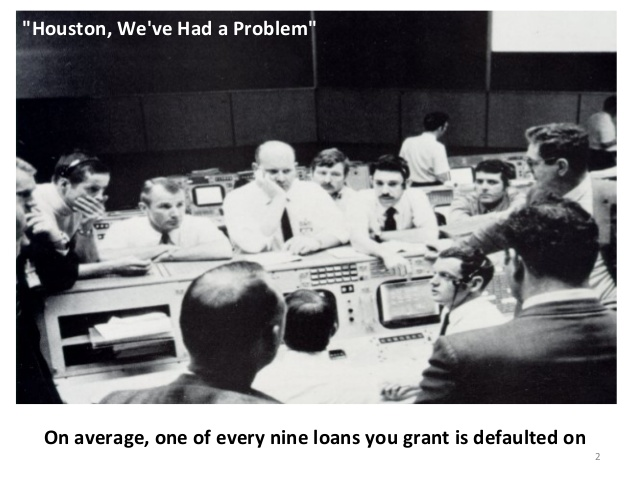 "Houston, We've Had a Problem"
On average, one of every nine loans you grant is defaulted on
2